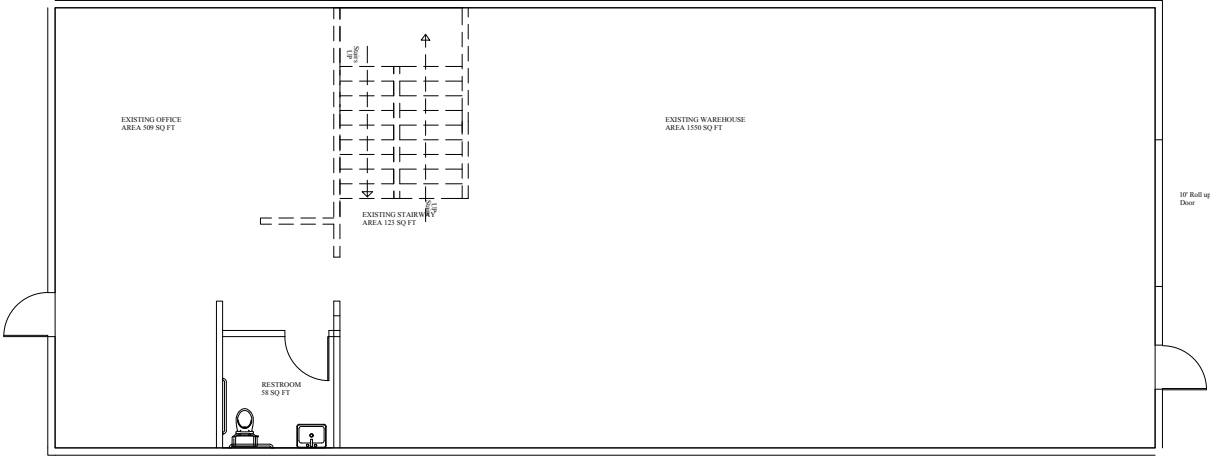 Stairs
UP
EXISTING OFFICE
AREA 509 SQ FT
EXISTING WAREHOUSE
AREA 1550 SQ FT
10' Roll up
Door
UP
Stairs
EXISTING STAIRWAY
AREA 123 SQ FT
RESTROOM
58 SQ FT